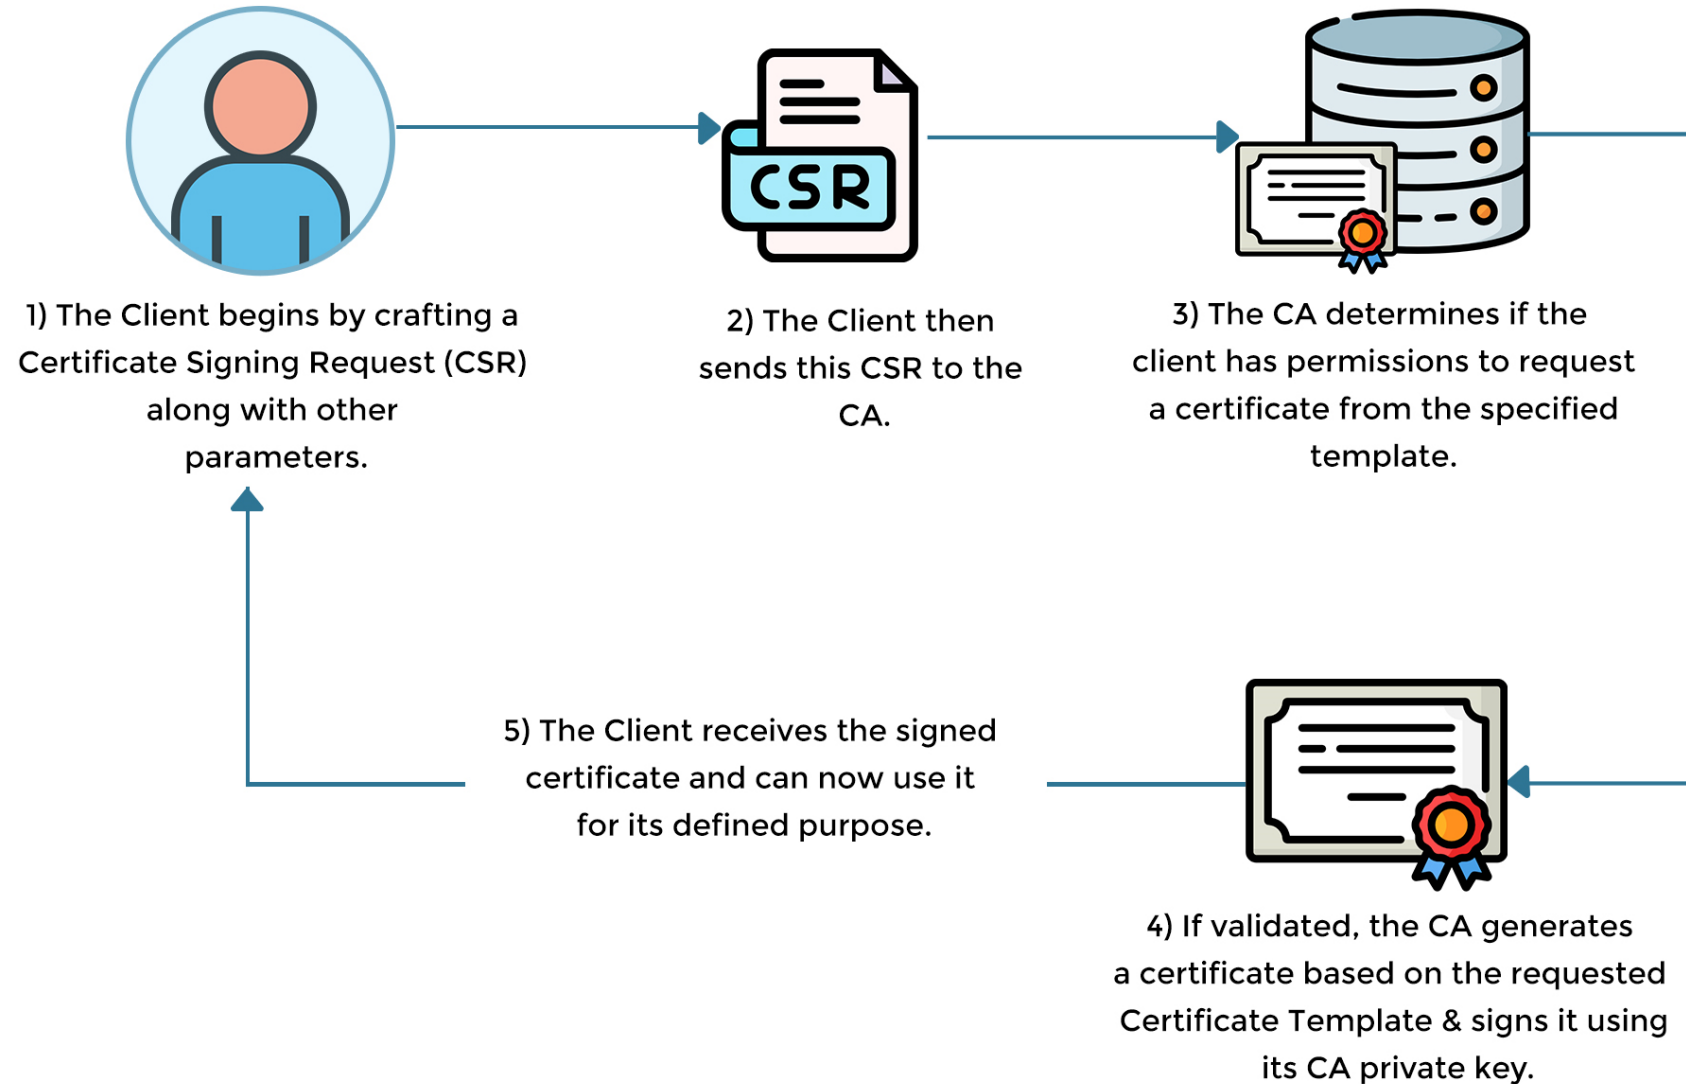 CSR
1) The Client begins by crafting a
Certificate Signing Request (CSR)
along with other
parameters.
2) The Client then
sends this CSR to the
CA.
3) The CA determines if the
client has permissions to request
a certificate from the specified
template.
4) If validated, the CA generates
a certificate based on the requested
Certificate Template & signs it using
its CA private key.
5) The Client receives the signed
certificate and can now use it
for its defined purpose.